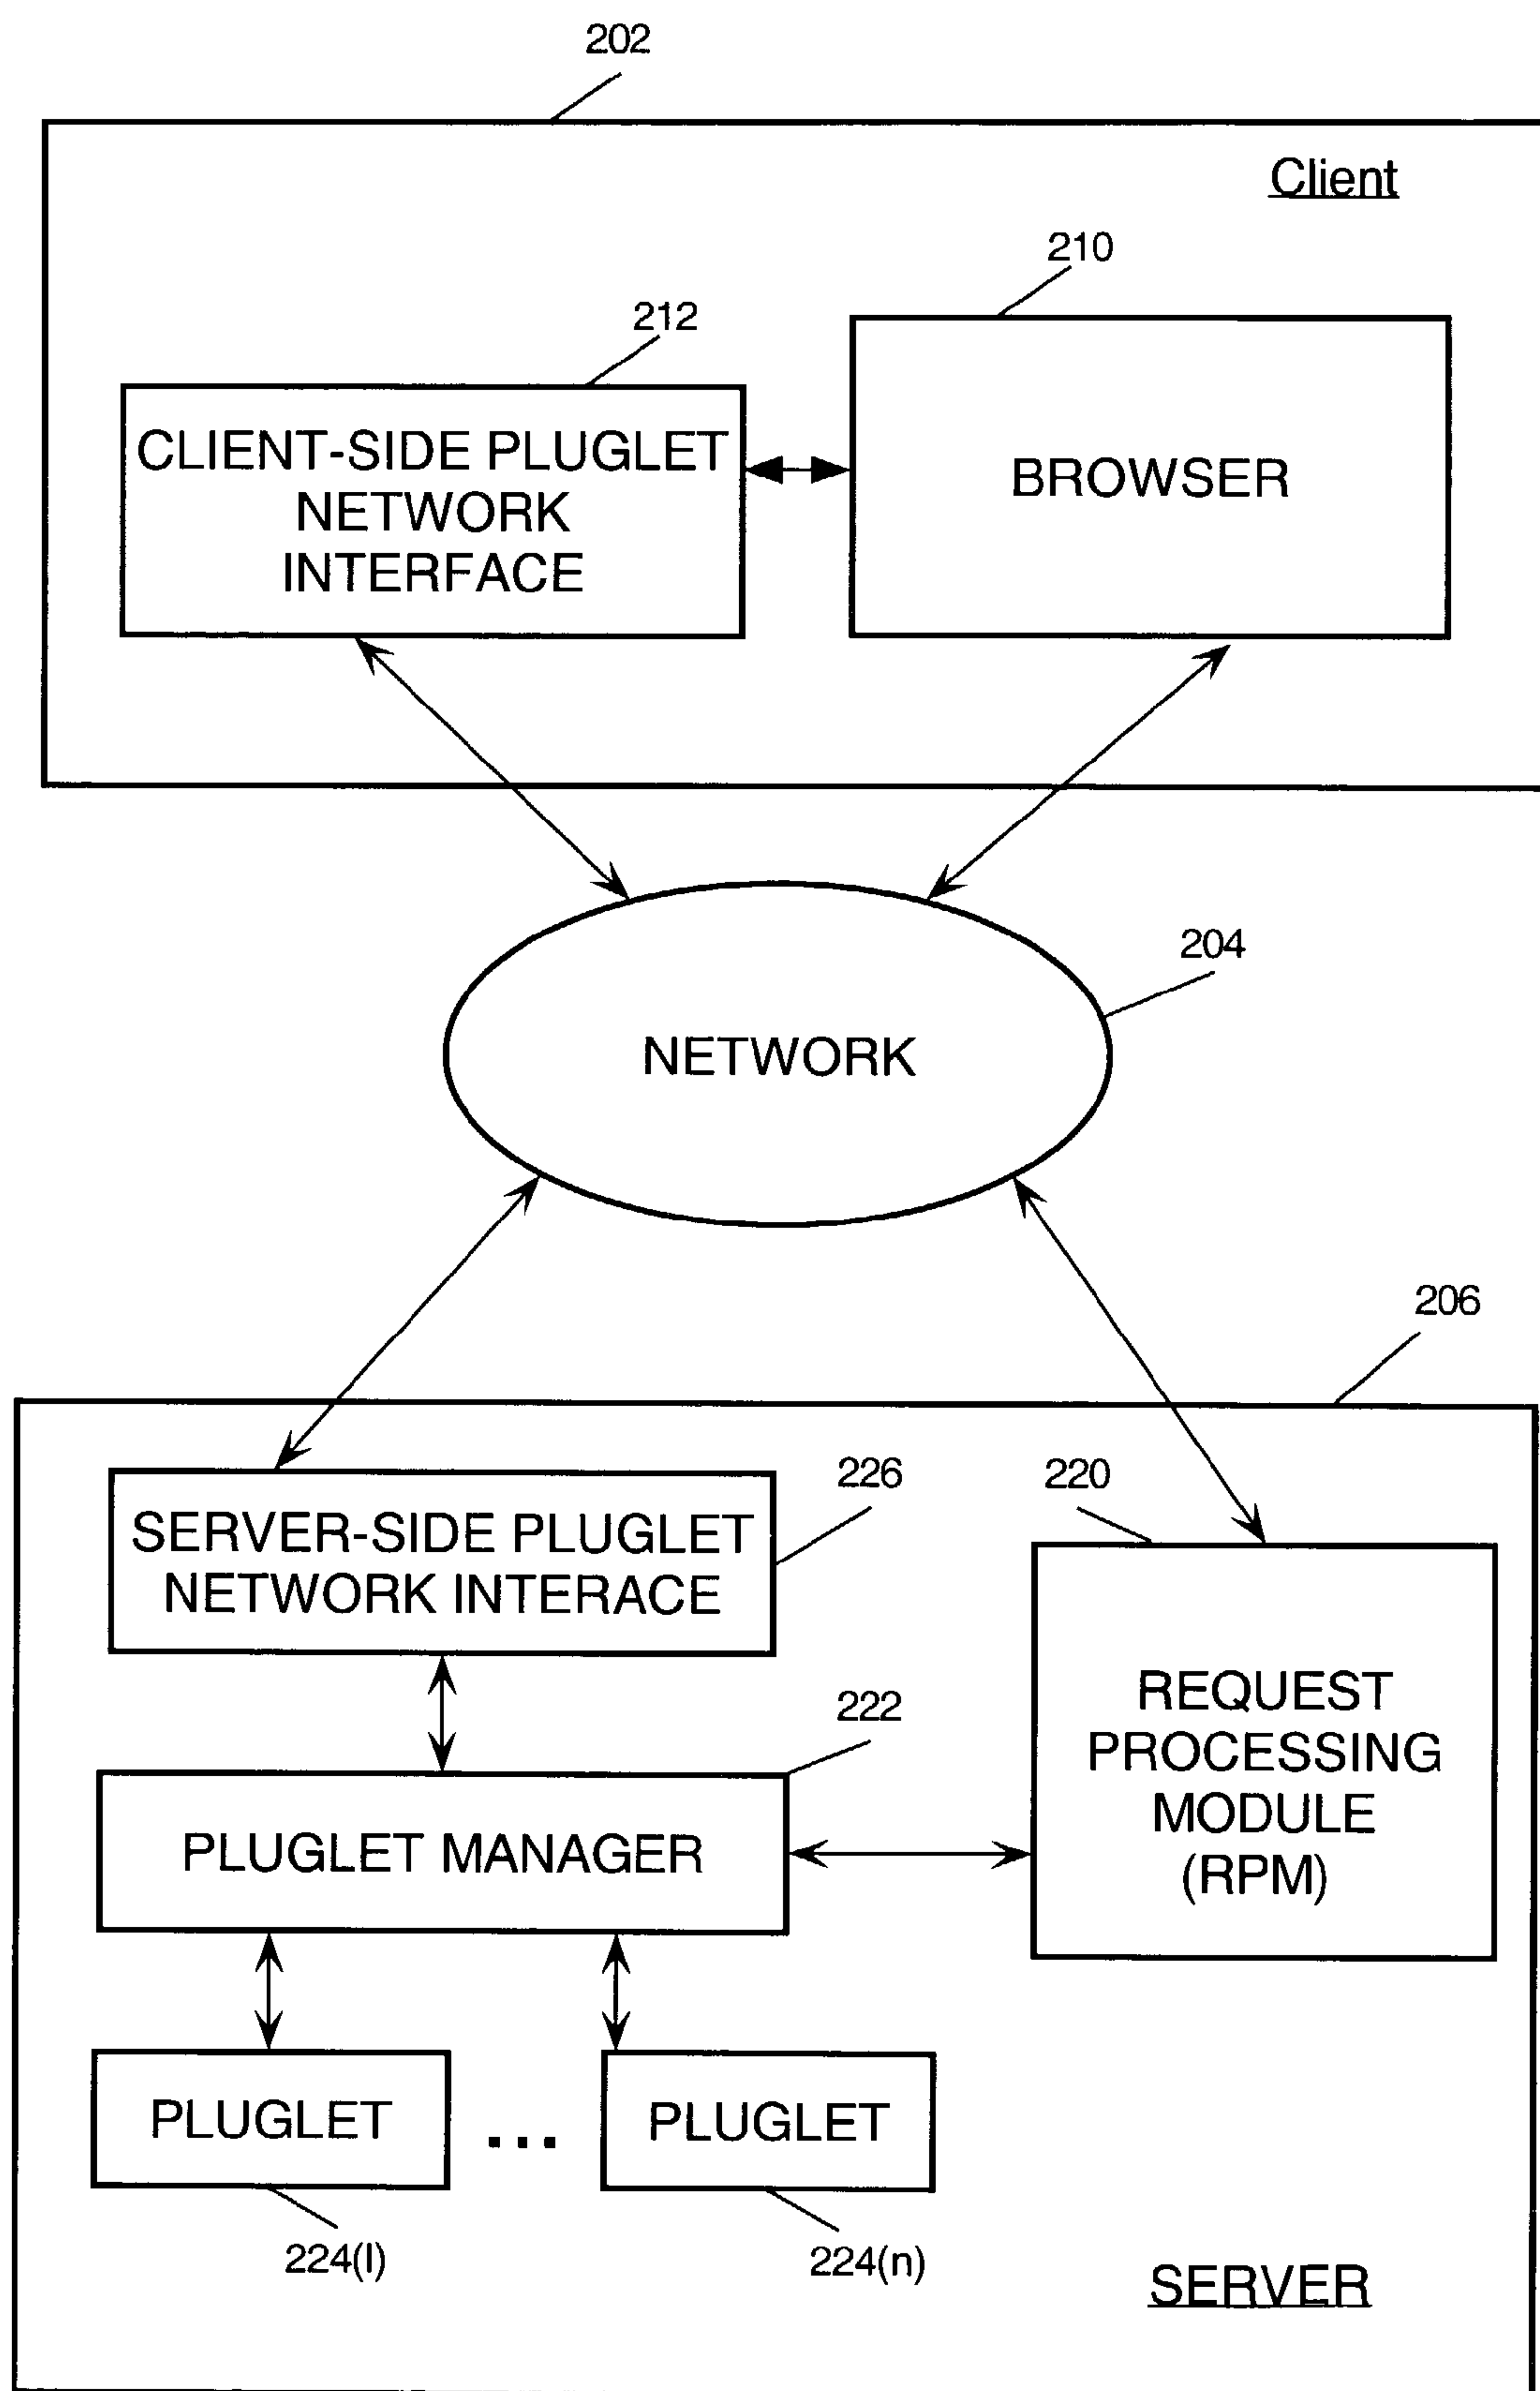 202
Client
210
212
CLIENT-SIDE PLUGLET
NETWORK
INTERFACE
BROWSER
204
NETWORK
206
226
220
SERVER-SIDE PLUGLET
NETWORK INTERACE
REQUEST
PROCESSING
MODULE
(RPM)
222
PLUGLET MANAGER
PLUGLET
...
PLUGLET
224(l)
224(n)
SERVER